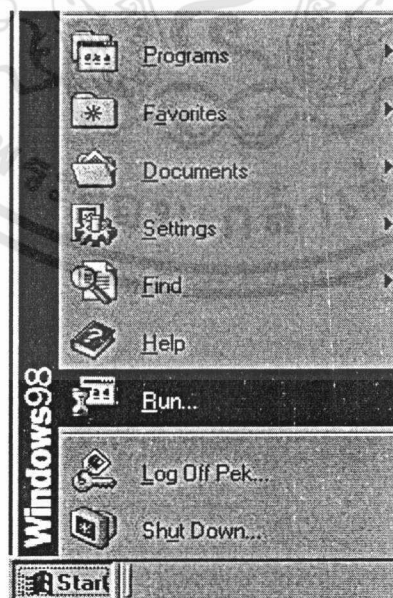 Programs
Favorites
Documents
Settings
Find
Help
Run...
Log Off Pek...
Shut Down...
Windows98
Start